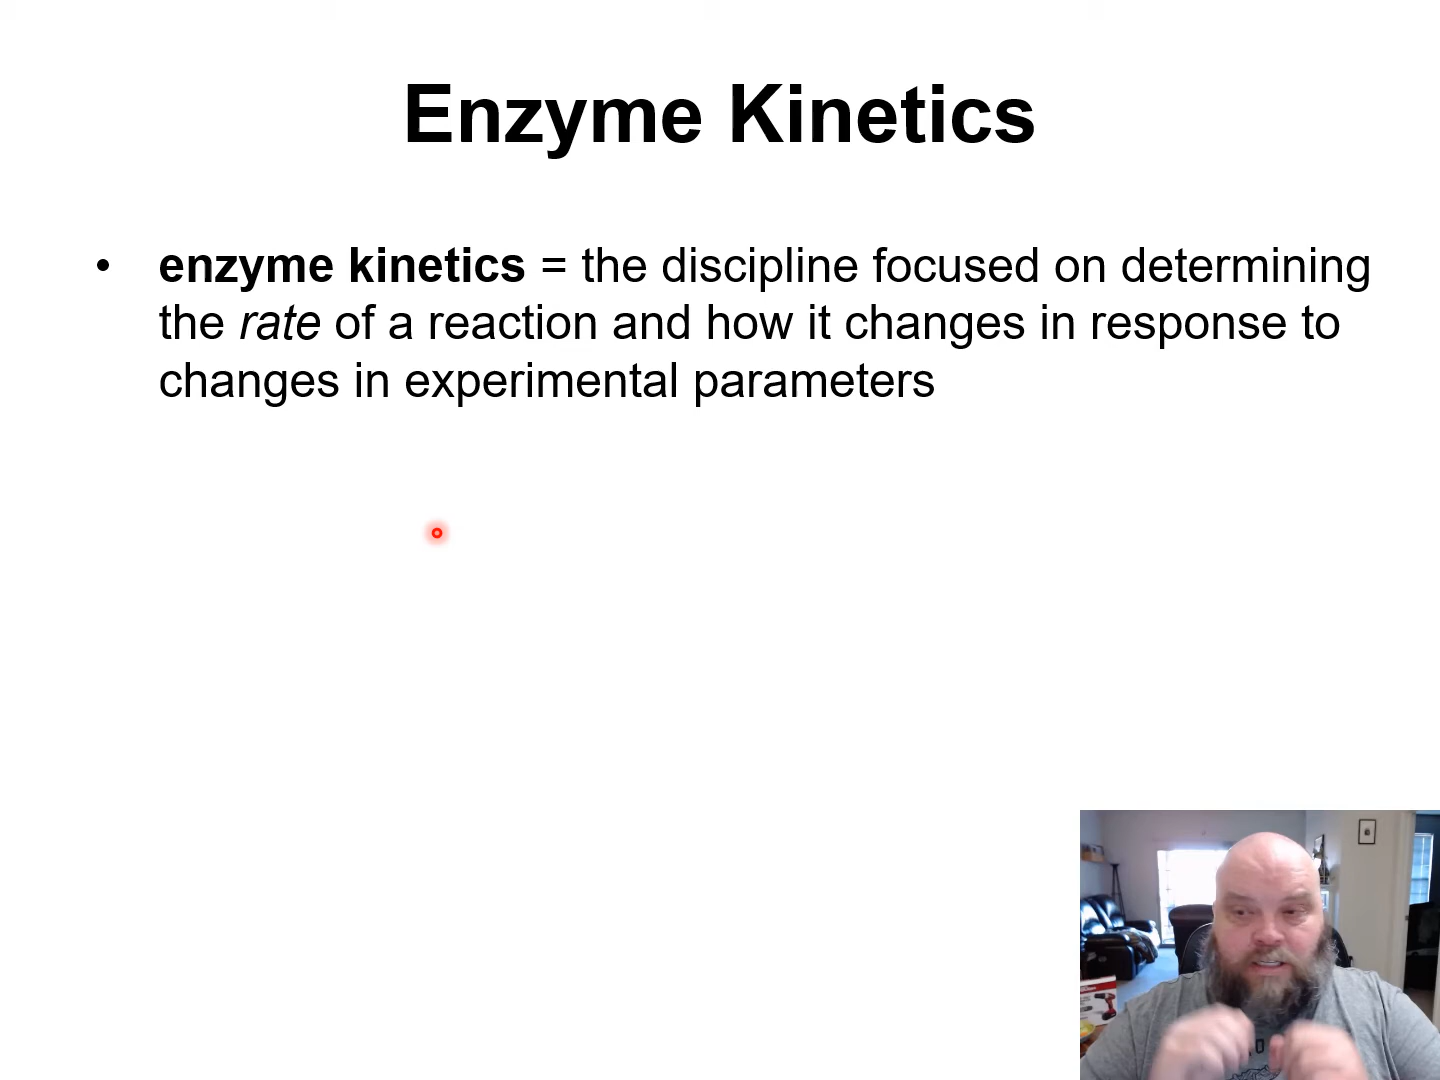 Enzyme Kinetics
• enzyme kinetics = the discipline focused on determining
the rate of a reaction and how it changes in response to
changes in experimental parameters